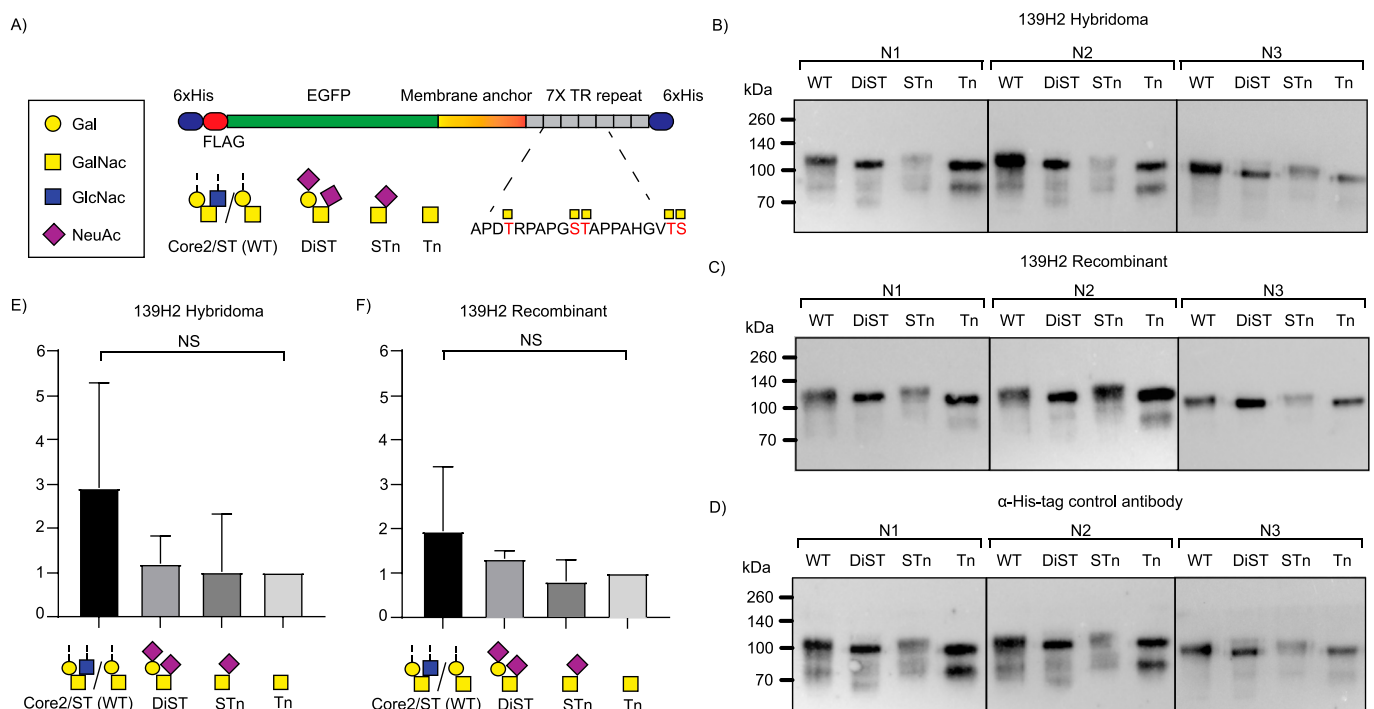 A)
6xHis EGFP Membrane anchor 7X TR repeat 6xHis
FLAG
Gal
GalNac
GlcNac
NeuAc
Core2/ST (WT) DiST STn Tn
APDTRPAPGSTAPPAHGVTS
B)
139H2 Hybridoma
N1 N2 N3
kDa WT DiST STn Tn WT DiST STn Tn WT DiST STn Tn
260
140
100
70
C)
139H2 Recombinant
N1 N2 N3
kDa WT DiST STn Tn WT DiST STn Tn WT DiST STn Tn
260
140
100
70
D)
α-His-tag control antibody
N1 N2 N3
kDa WT DiST STn Tn WT DiST STn Tn WT DiST STn Tn
260
140
100
70
E)
139H2 Hybridoma
NS
6
5
4
3
2
1
0
Core2/ST (WT) DiST STn Tn
F)
139H2 Recombinant
NS
6
5
4
3
2
1
0
Core2/ST (WT) DiST STn Tn